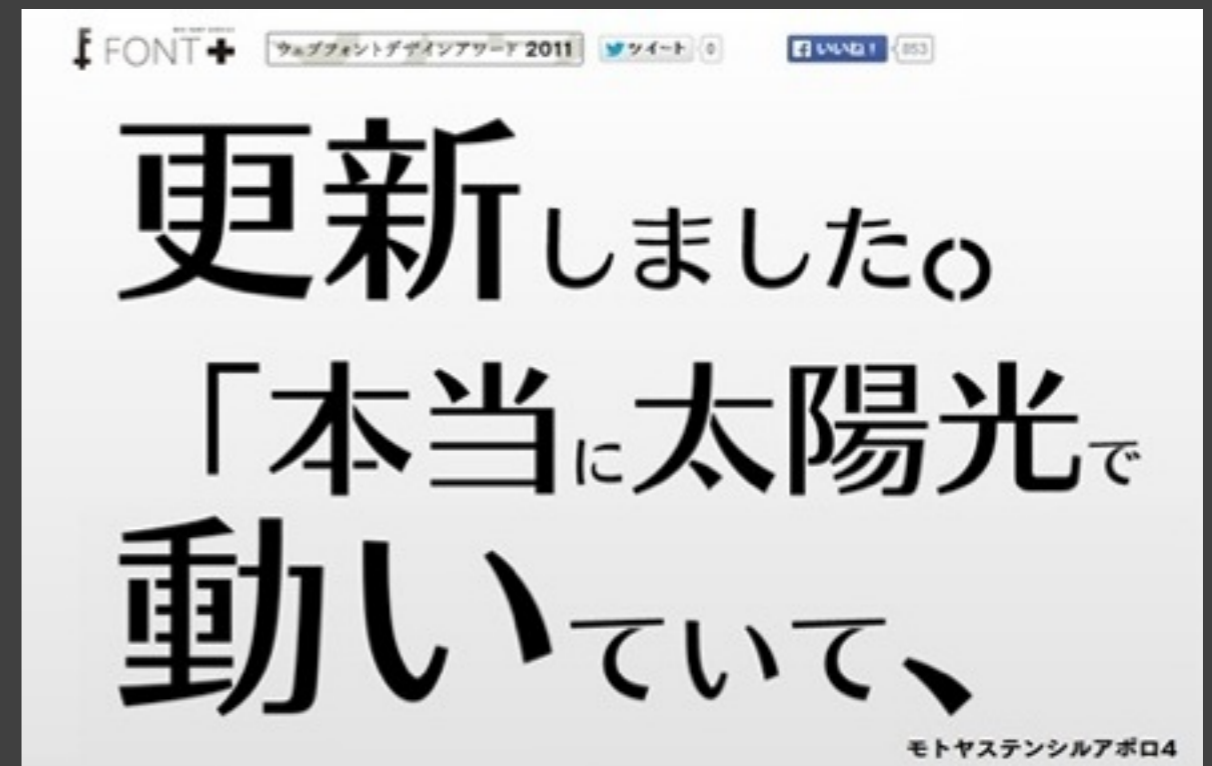 FONT+ ウェブフォントデザインアワード 2011 ツイート 0 いいね！ 853
更新しました。
「本当に太陽光で
動いていて、
モトヤステンシルアポロ4